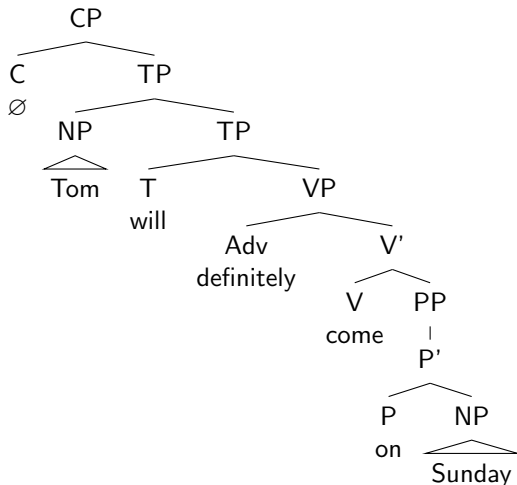 CP
C TP
∅
NP TP
Tom T VP
will
Adv V'
definitely
V PP
come
P'
P NP
on
Sunday